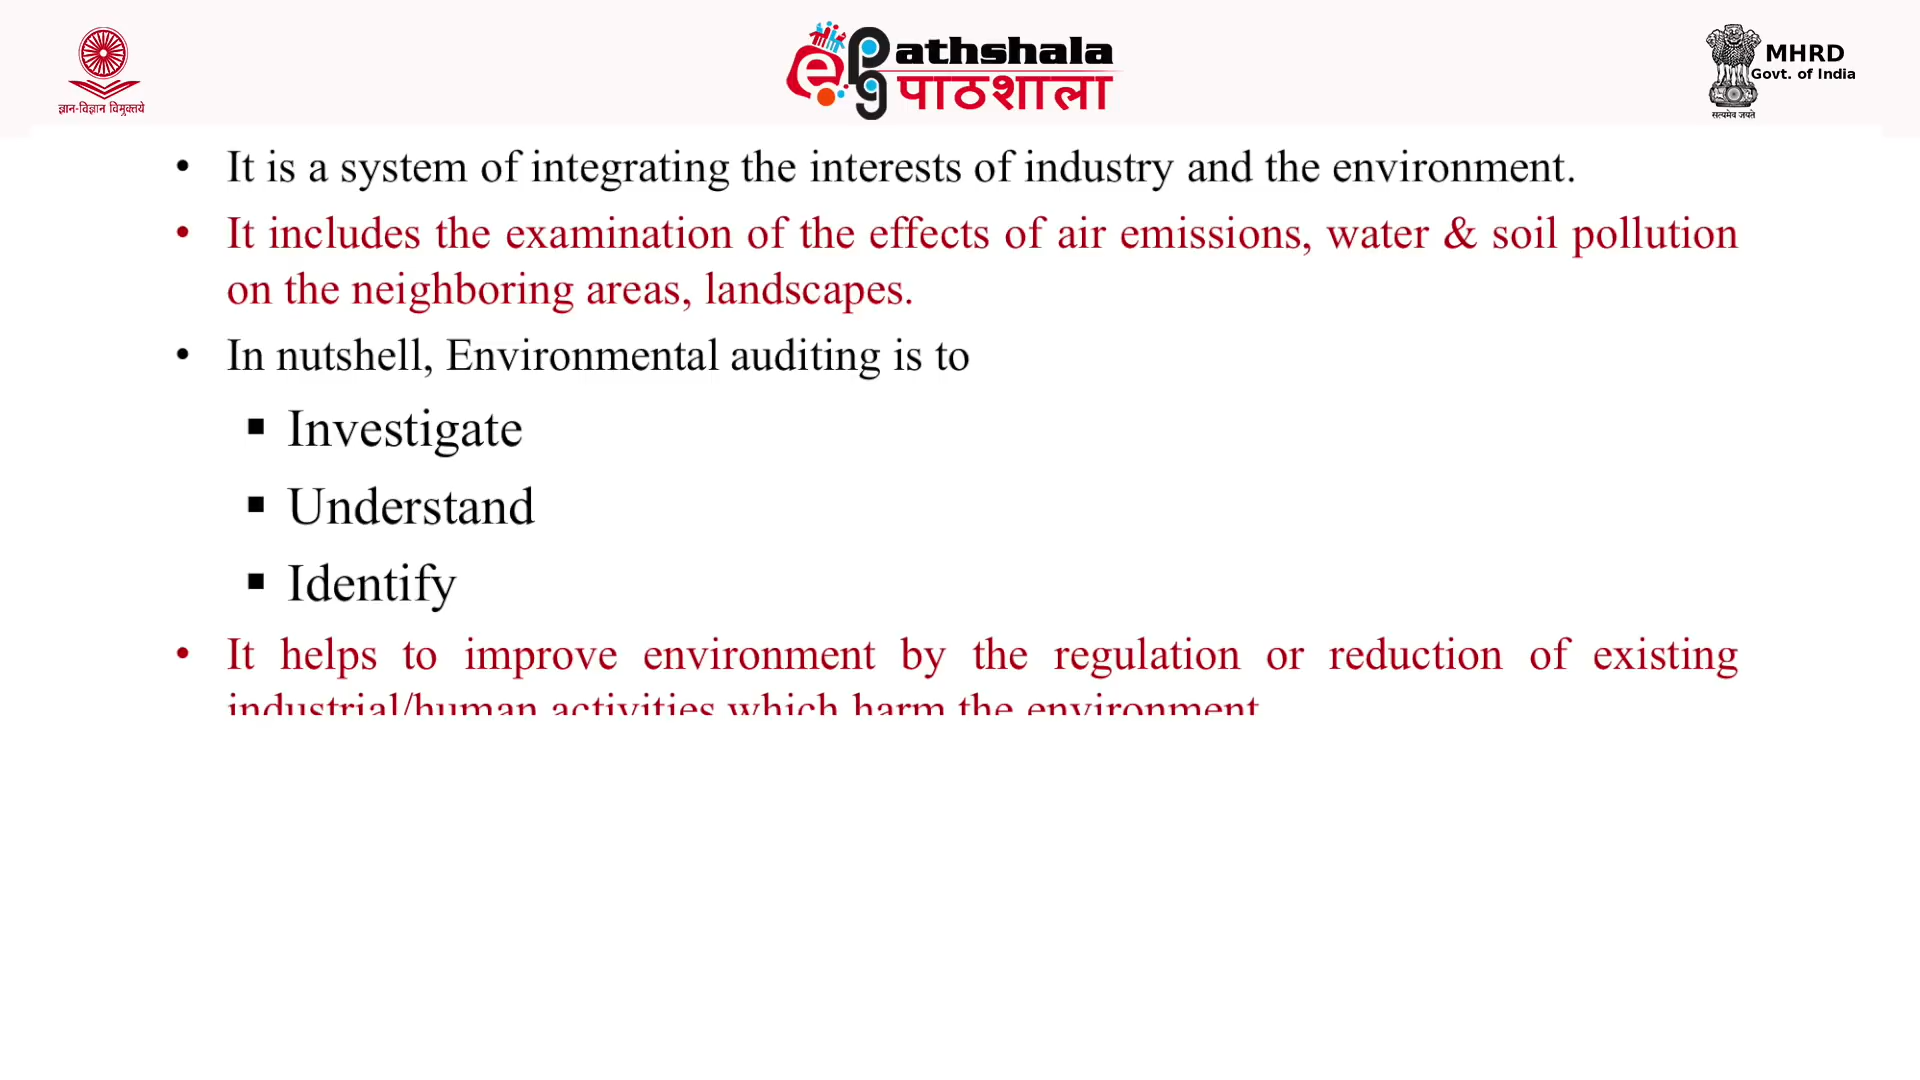 ज्ञान-विज्ञान विमुक्तये
e PG Pathshala
पाठशाला
MHRD
Govt. of India
सत्यमेव जयते
• It is a system of integrating the interests of industry and the environment.
• It includes the examination of the effects of air emissions, water & soil pollution
on the neighboring areas, landscapes.
• In nutshell, Environmental auditing is to
▪ Investigate
▪ Understand
▪ Identify
• It helps to improve environment by the regulation or reduction of existing
industrial/human activities which harm the environment